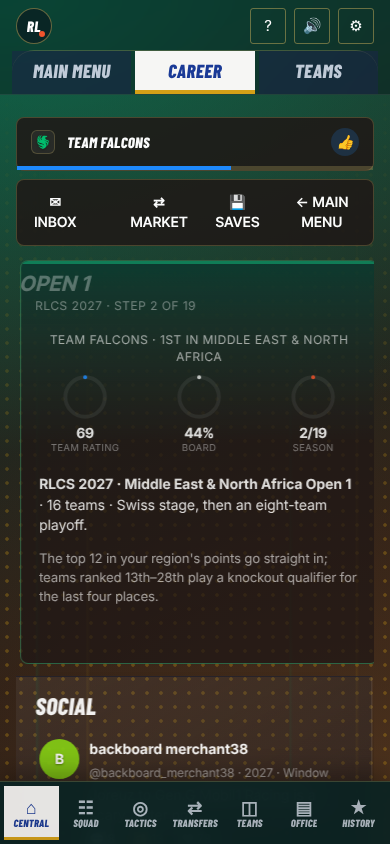 RL
?
MAIN MENU
CAREER
TEAMS
TEAM FALCONS
INBOX
MARKET
SAVES
← MAIN
MENU
OPEN 1
RLCS 2027 · STEP 2 OF 19
TEAM FALCONS · 1ST IN MIDDLE EAST & NORTH
AFRICA
69
44%
2/19
TEAM RATING
BOARD
SEASON
RLCS 2027 · Middle East & North Africa Open 1
· 16 teams · Swiss stage, then an eight-team
playoff.
The top 12 in your region's points go straight in;
teams ranked 13th–28th play a knockout qualifier for
the last four places.
SOCIAL
B
backboard merchant38
@backboard_merchant38 · 2027 · Window
CENTRAL
SQUAD
TACTICS
TRANSFERS
TEAMS
OFFICE
HISTORY